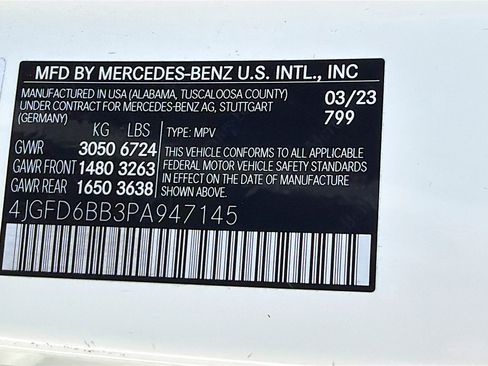 MFD BY MERCEDES-BENZ U.S. INTL., INC
MANUFACTURED IN USA (ALABAMA, TUSCALOOSA COUNTY)
UNDER CONTRACT FOR MERCEDES-BENZ AG, STUTTGART
(GERMANY)
03/23
799
KG LBS
GVWR 3050 6724
GAWR FRONT 1480 3263
GAWR REAR 1650 3638
TYPE: MPV
THIS VEHICLE CONFORMS TO ALL APPLICABLE
FEDERAL MOTOR VEHICLE SAFETY STANDARDS
IN EFFECT ON THE DATE OF MANUFACTURE
SHOWN ABOVE.
4JGFD6BB3PA947145